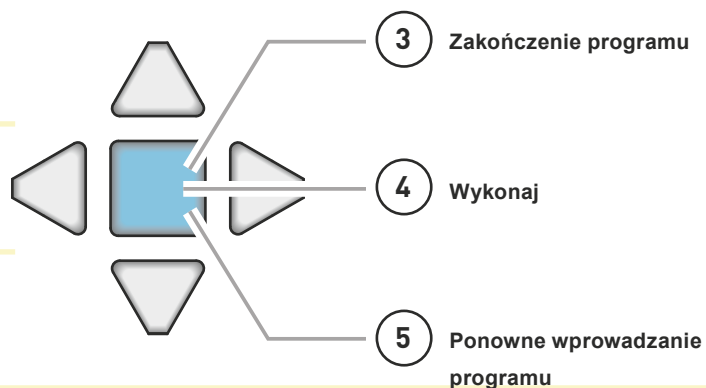 3 Zakończenie programu
4 Wykonaj
5 Ponowne wprowadzanie
programu